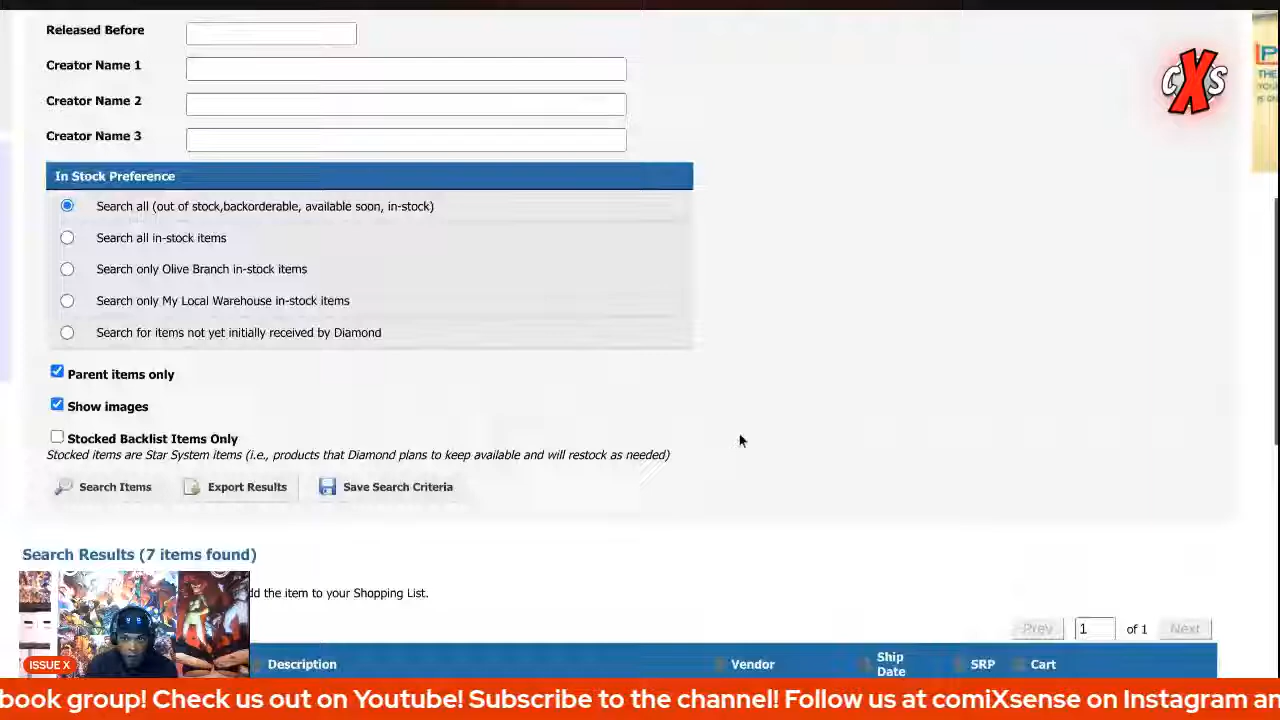 Released Before
Creator Name 1
Creator Name 2
Creator Name 3
In Stock Preference
Search all (out of stock,backorderable, available soon, in-stock)
Search all in-stock items
Search only Olive Branch in-stock items
Search only My Local Warehouse in-stock items
Search for items not yet initially received by Diamond
Parent items only
Show images
Stocked Backlist Items Only
Stocked items are Star System items (i.e., products that Diamond plans to keep available and will restock as needed)
Search Items Export Results Save Search Criteria
Search Results (7 items found)
the item to your Shopping List.
Prev 1 of 1 Next
Description Vendor Ship Date SRP Cart
ISSUE X
book group! Check us out on Youtube! Subscribe to the channel! Follow us at comiXsense on Instagram an
CXS
THE
YOU
IS O